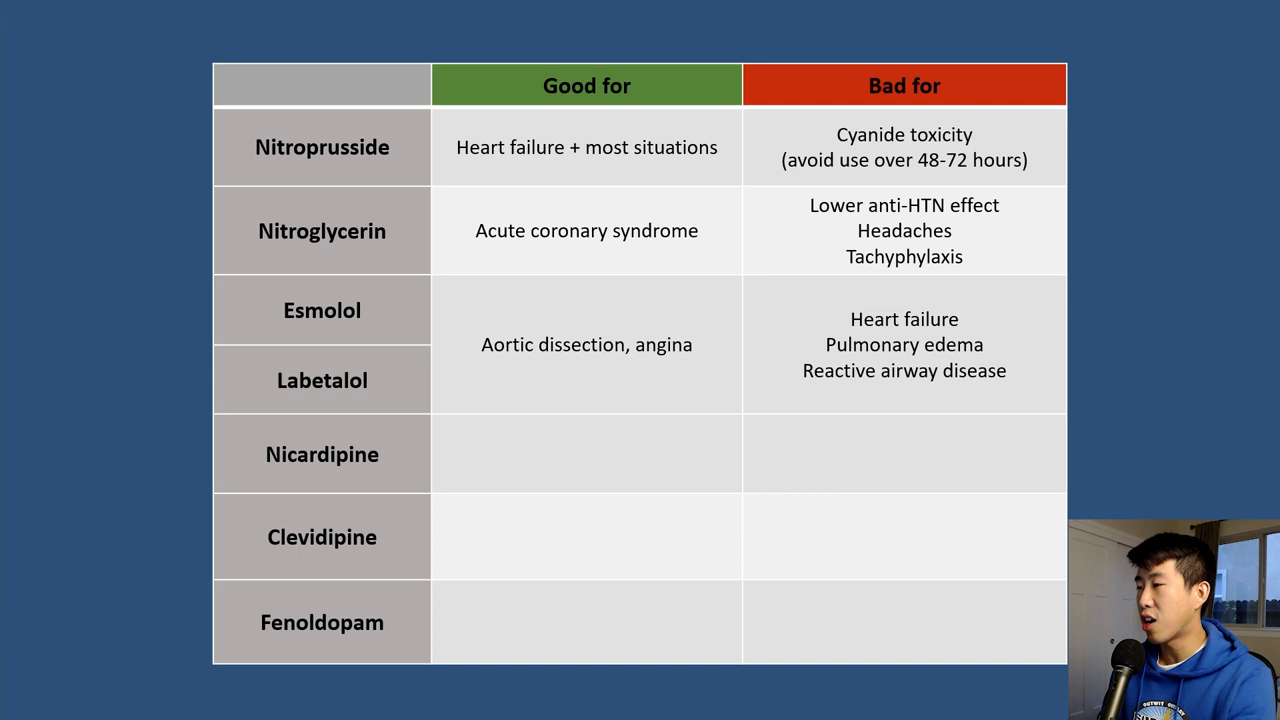 Good for
Bad for
Nitroprusside
Heart failure + most situations
Cyanide toxicity
(avoid use over 48-72 hours)
Nitroglycerin
Acute coronary syndrome
Lower anti-HTN effect
Headaches
Tachyphylaxis
Esmolol
Labetalol
Aortic dissection, angina
Heart failure
Pulmonary edema
Reactive airway disease
Nicardipine
Clevidipine
Fenoldopam